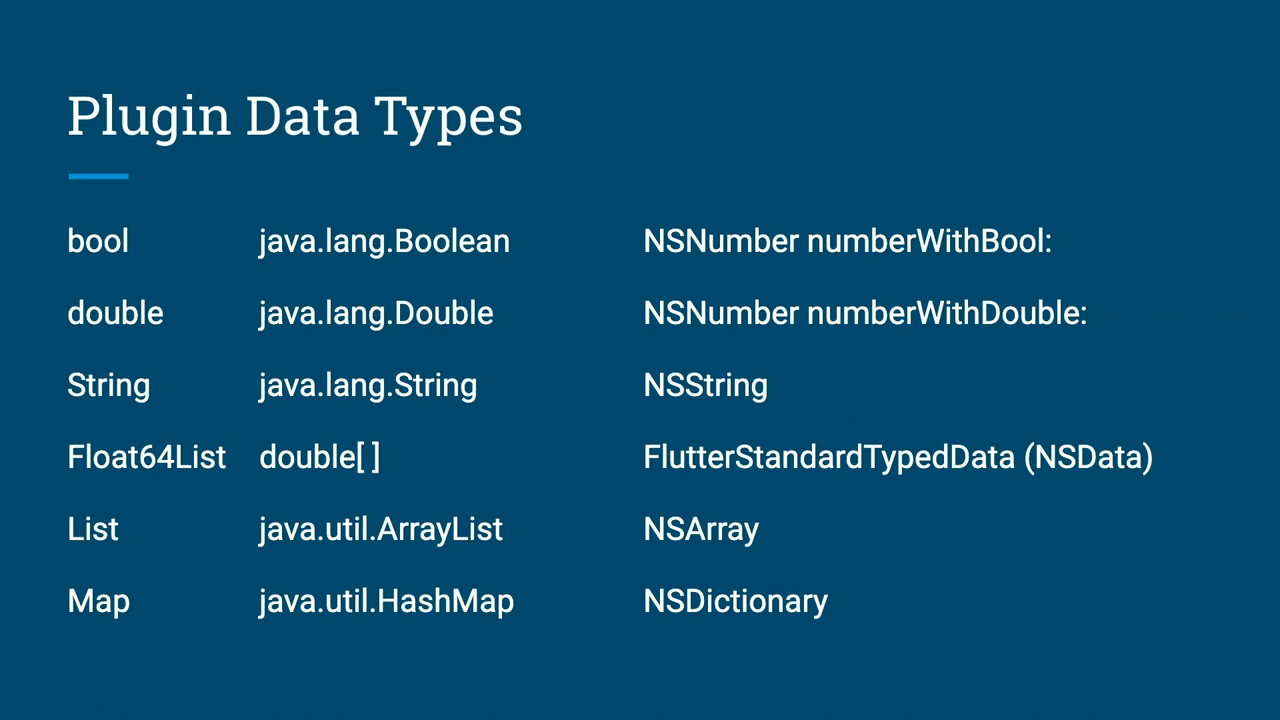 Plugin Data Types
bool java.lang.Boolean NSNumber numberWithBool:
double java.lang.Double NSNumber numberWithDouble:
String java.lang.String NSString
Float64List double[ ] FlutterStandardTypedData (NSData)
List java.util.ArrayList NSArray
Map java.util.HashMap NSDictionary